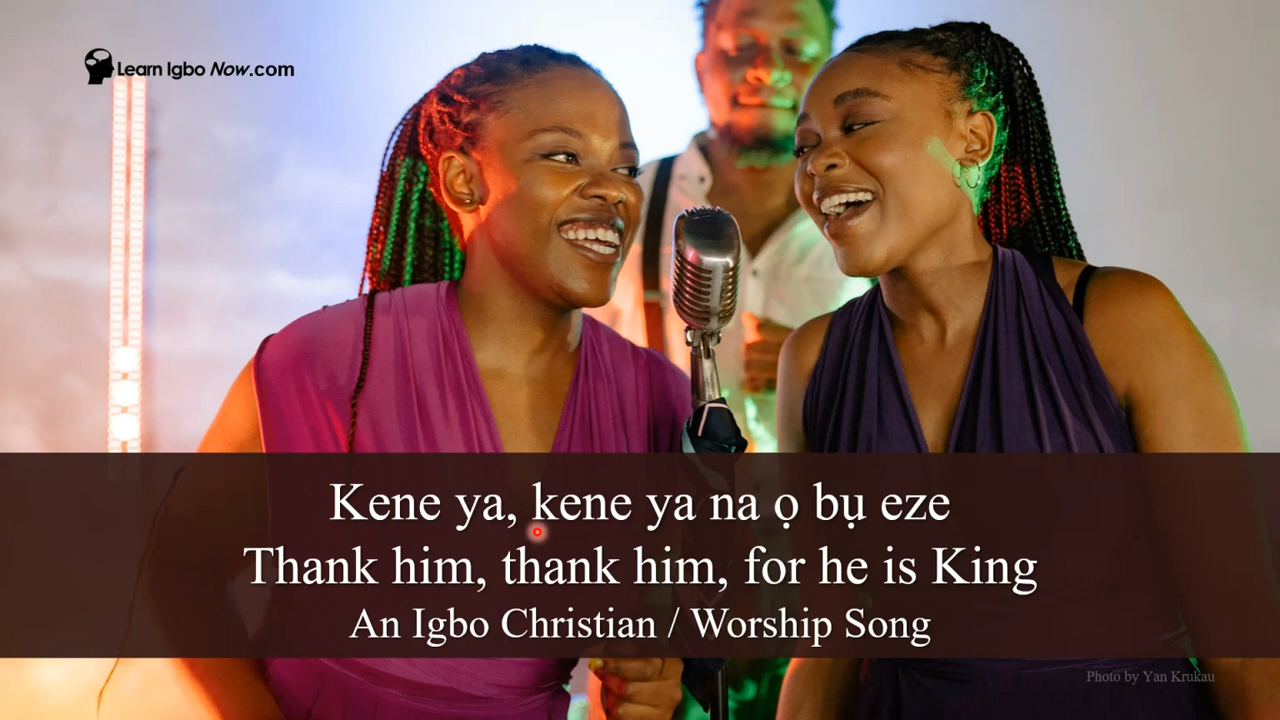 Learn Igbo Now.com
Kene ya, kene ya na ọ bụ eze
Thank him, thank him, for he is King
An Igbo Christian / Worship Song
Photo by Yan Krukau